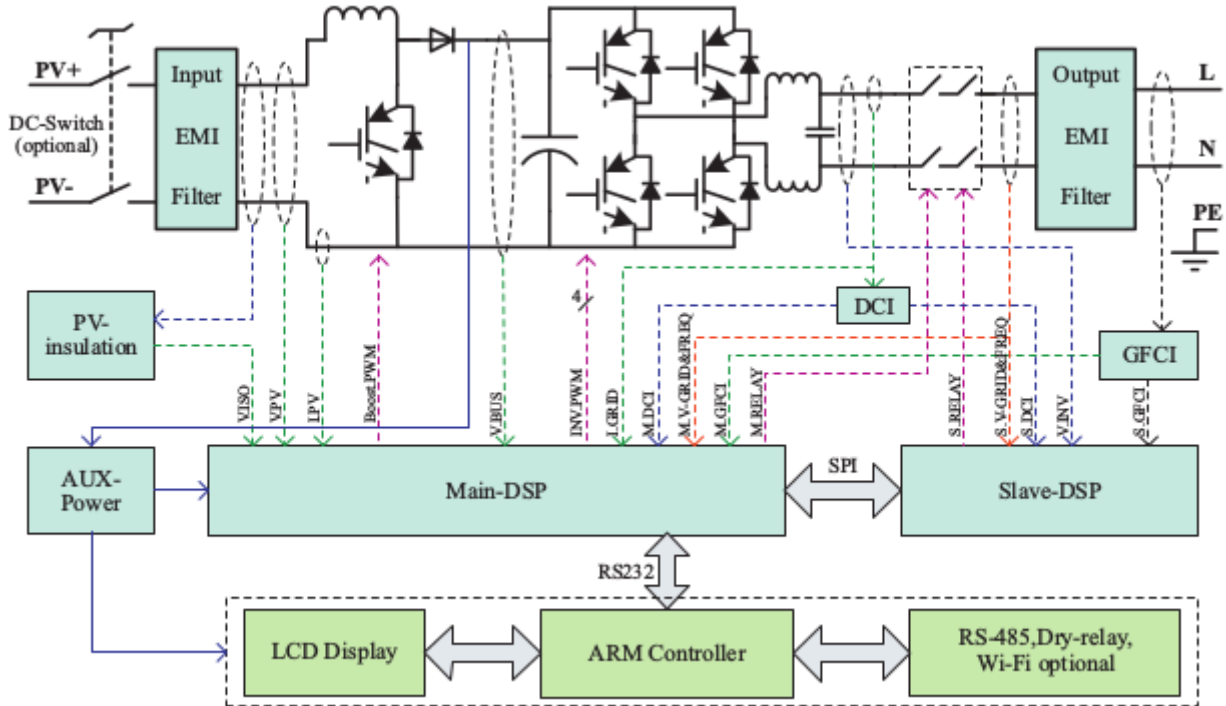 PV+
DC-Switch
(optional)
PV-
Input
EMI
Filter
Output
EMI
Filter
L
N
PE
PV-
insulation
DCI
GFCI
4
V.ISO
V.PV
I.PV
Boost.PWM
V.BUS
INV.PWM
I.GRID
M.DCI
M.V-GRID&FREQ
M.GFCI
M.RELAY
S.RELAY
S.V-GRID&FREQ
S.DCI
V.INV
S.GFCI
AUX-
Power
Main-DSP
SPI
Slave-DSP
RS232
LCD Display
ARM Controller
RS-485,Dry-relay,
Wi-Fi optional